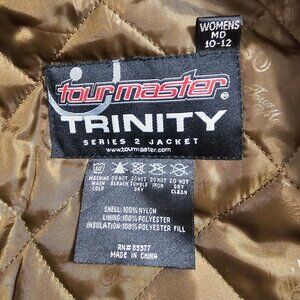 WOMENS
MD
10-12
tourmaster®
TRINITY
SERIES 2 JACKET
www.tourmaster.com
MACHINE WASH COLD
DO NOT BLEACH
DO NOT TUMBLE DRY
DO NOT IRON
DO NOT DRY CLEAN
SHELL: 100% NYLON
LINING: 100% POLYESTER
INSULATION: 100% POLYESTER FILL
MADE IN CHINA